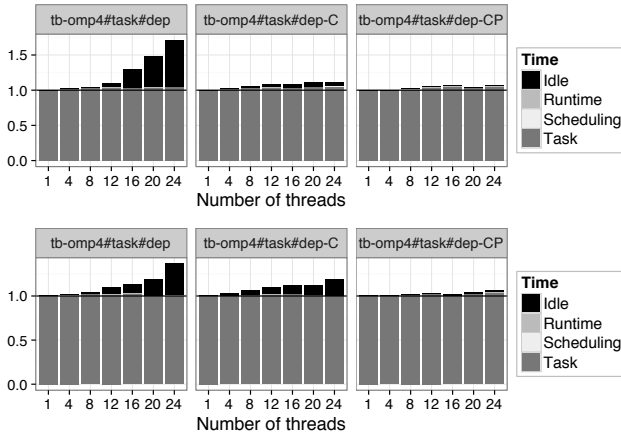 tb-omp4#task#dep tb-omp4#task#dep-C tb-omp4#task#dep-CP
1.5
1.0
0.5
0.0
1 4 8 12 16 20 24 1 4 8 12 16 20 24 1 4 8 12 16 20 24
Number of threads
Time
Idle
Runtime
Scheduling
Task
tb-omp4#task#dep tb-omp4#task#dep-C tb-omp4#task#dep-CP
1.0
0.5
0.0
1 4 8 12 16 20 24 1 4 8 12 16 20 24 1 4 8 12 16 20 24
Number of threads
Time
Idle
Runtime
Scheduling
Task